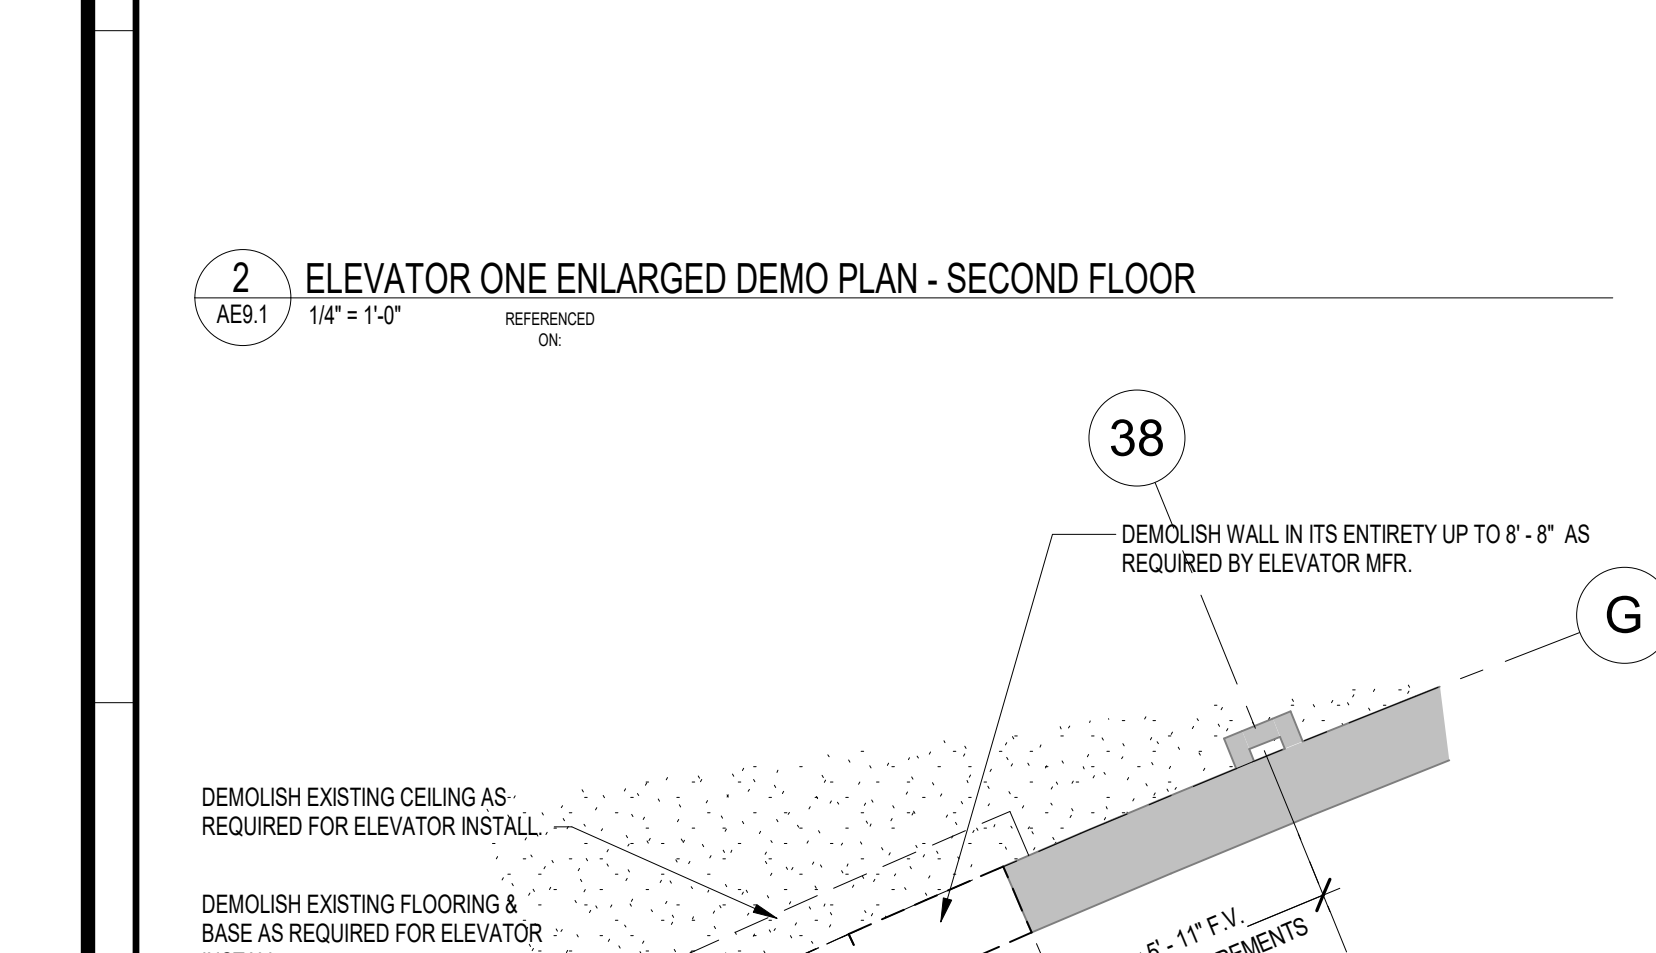 2
AE9.1
ELEVATOR ONE ENLARGED DEMO PLAN - SECOND FLOOR
1/4" = 1'-0"
REFERENCED
ON:
38
DEMOLISH WALL IN ITS ENTIRETY UP TO 8' - 8" AS
REQUIRED BY ELEVATOR MFR.
G
DEMOLISH EXISTING CEILING AS
REQUIRED FOR ELEVATOR INSTALL.
DEMOLISH EXISTING FLOORING &
BASE AS REQUIRED FOR ELEVATOR
5' - 11" F.V.